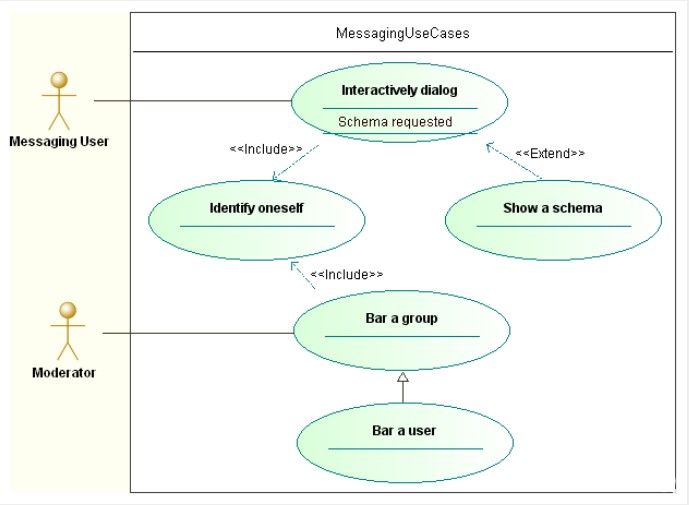 MessagingUseCases
Interactively dialog
Schema requested
Messaging User
<<Include>>
<<Extend>>
Identify oneself
Show a schema
<<Include>>
Bar a group
Moderator
Bar a user